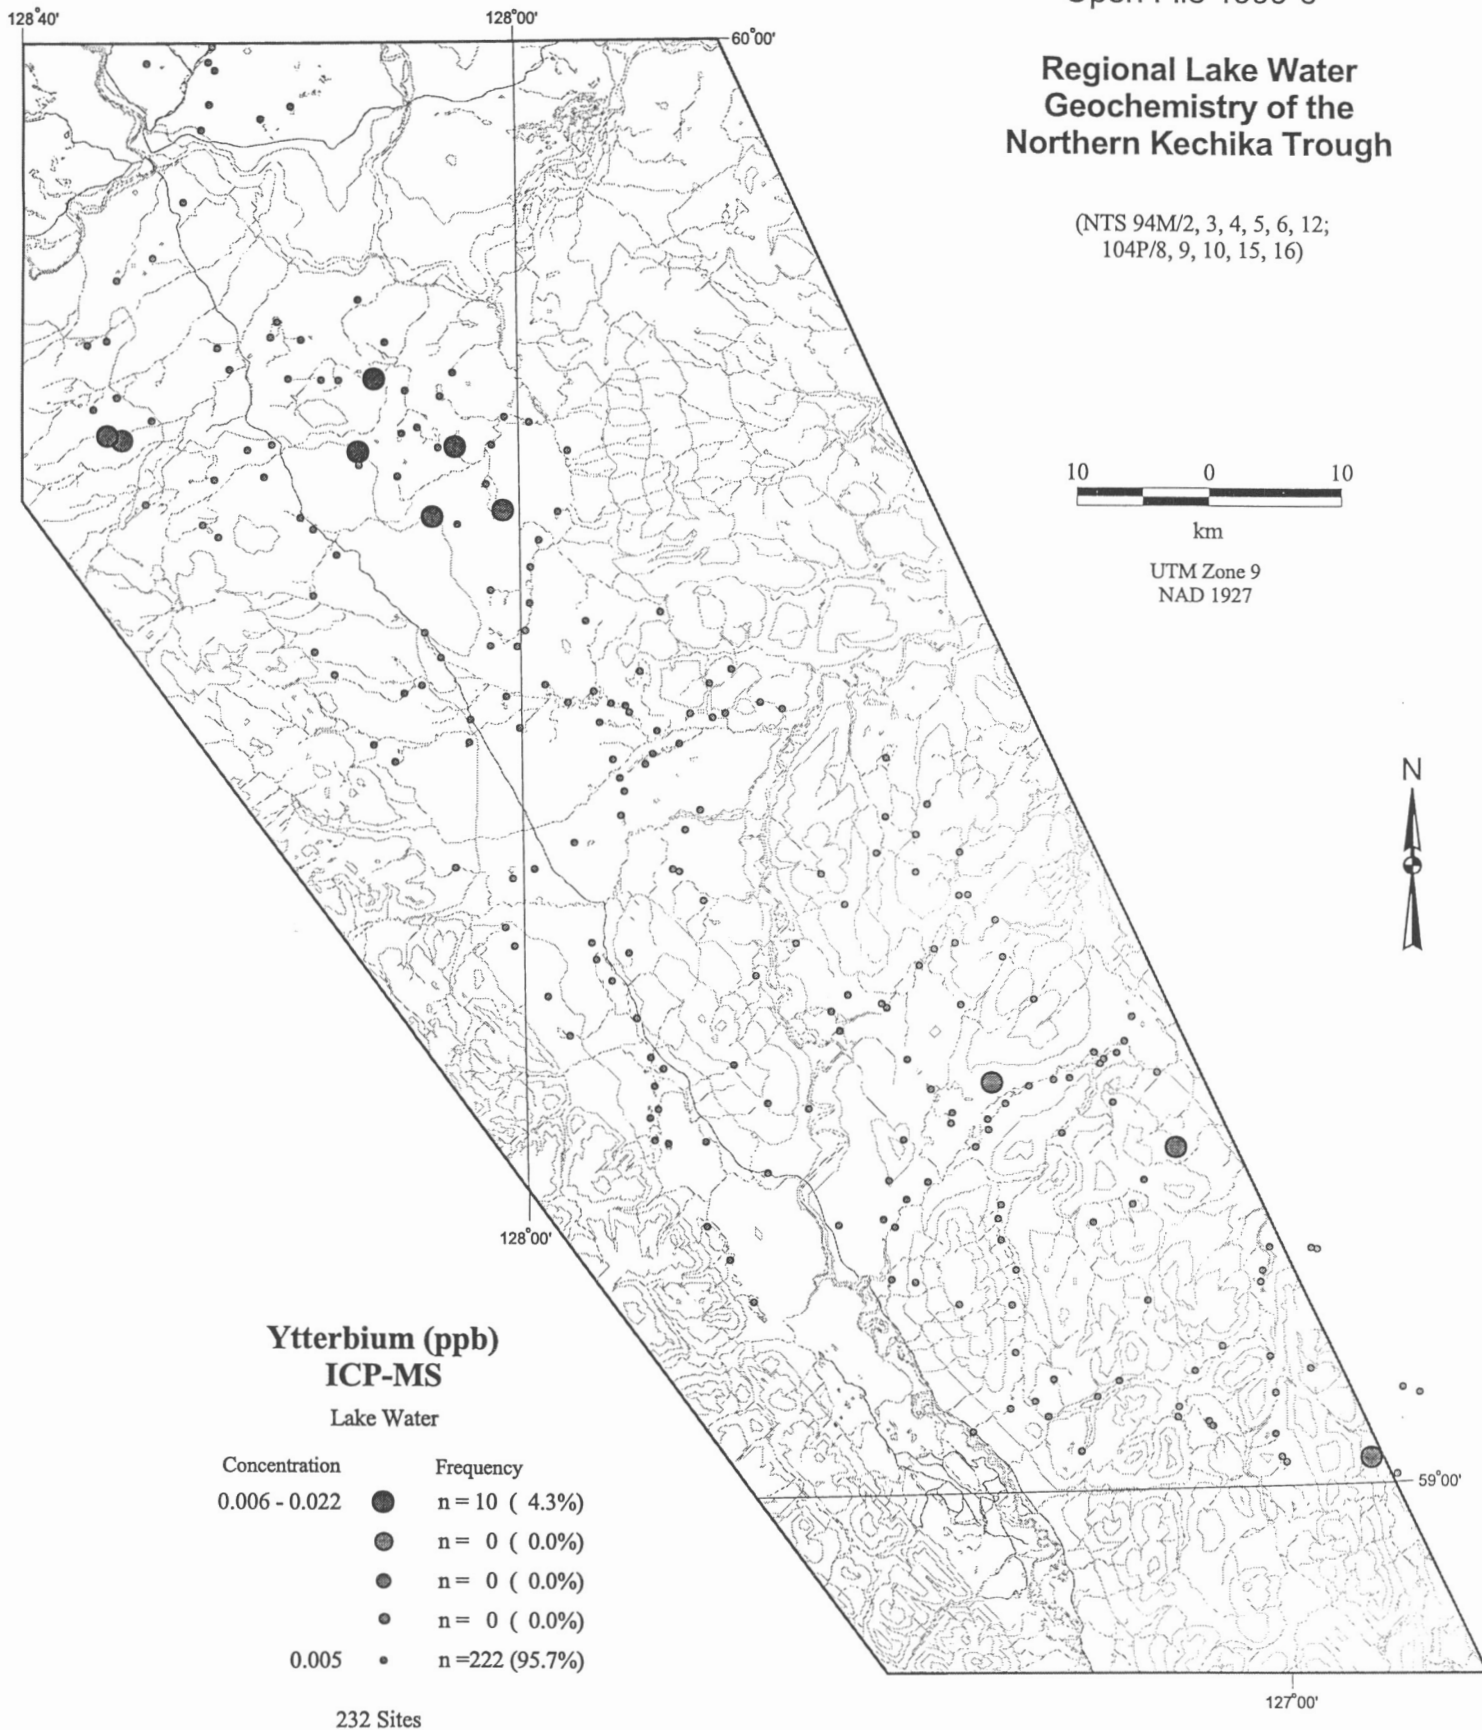 128°40'
128°00'
60°00'
Regional Lake Water
Geochemistry of the
Northern Kechika Trough
(NTS 94M/2, 3, 4, 5, 6, 12;
104P/8, 9, 10, 15, 16)
10 0 10
km
UTM Zone 9
NAD 1927
N
128°00'
Ytterbium (ppb)
ICP-MS
Lake Water
Concentration Frequency
0.006 - 0.022 n = 10 ( 4.3%)
n = 0 ( 0.0%)
n = 0 ( 0.0%)
n = 0 ( 0.0%)
0.005 n =222 (95.7%)
232 Sites
59°00'
127°00'